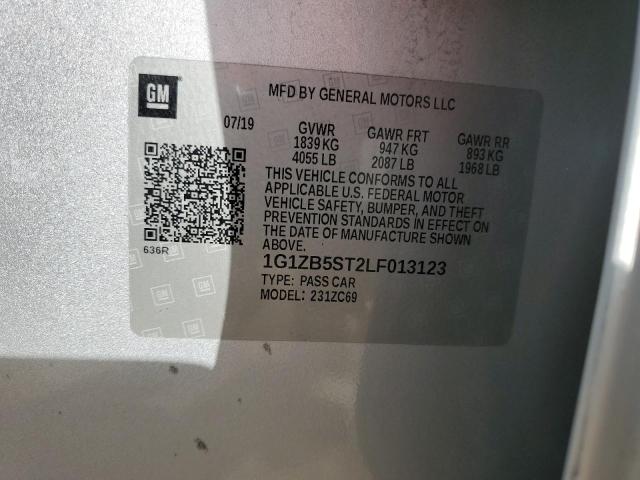 GM
MFD BY GENERAL MOTORS LLC
07/19 GVWR GAWR FRT GAWR RR
1839 KG 947 KG 893 KG
4055 LB 2087 LB 1968 LB
THIS VEHICLE CONFORMS TO ALL
APPLICABLE U.S. FEDERAL MOTOR
VEHICLE SAFETY, BUMPER, AND THEFT
PREVENTION STANDARDS IN EFFECT ON
THE DATE OF MANUFACTURE SHOWN
ABOVE.
636R
1G1ZB5ST2LF013123
TYPE: PASS CAR
MODEL: 231ZC69